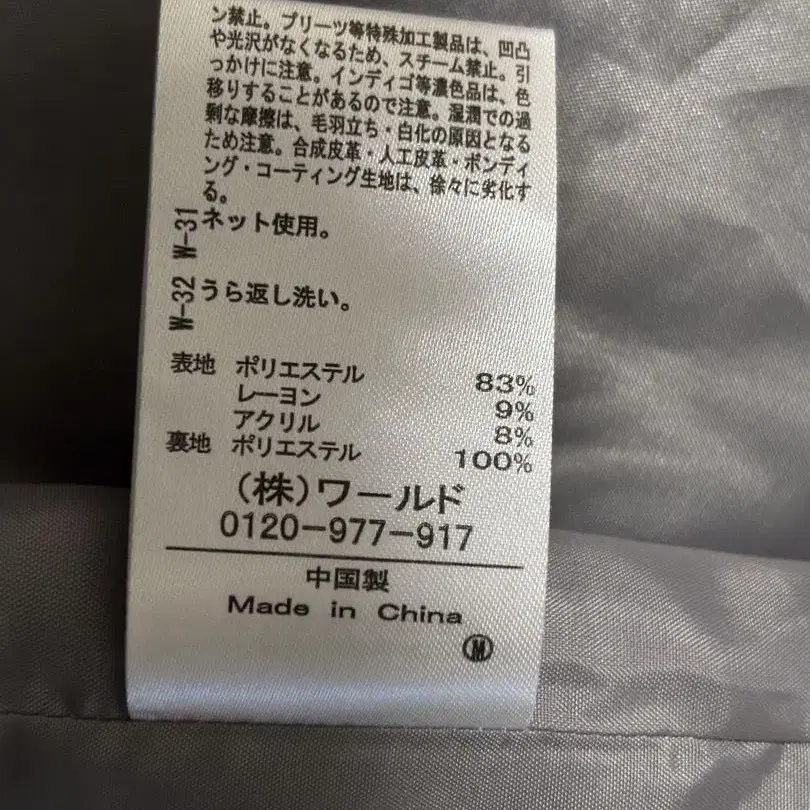 ン禁止。プリーツ等特殊加工製品は、凹凸
や光沢がなくなるため、スチーム禁止。引
っかけに注意。インディゴ等濃色品は、色
移りすることがあるので注意。湿潤での過
剰な摩擦は、毛羽立ち・白化の原因となる
ため注意。合成皮革・人工皮革・ボンディ
ング・コーティング生地は、徐々に劣化す
る。
W-31 ネット使用。
W-32 うら返し洗い。
表地 ポリエステル 83%
レーヨン 9%
アクリル 8%
裏地 ポリエステル 100%
(株)ワールド
0120-977-917
中国製
Made in China
Ⓜ